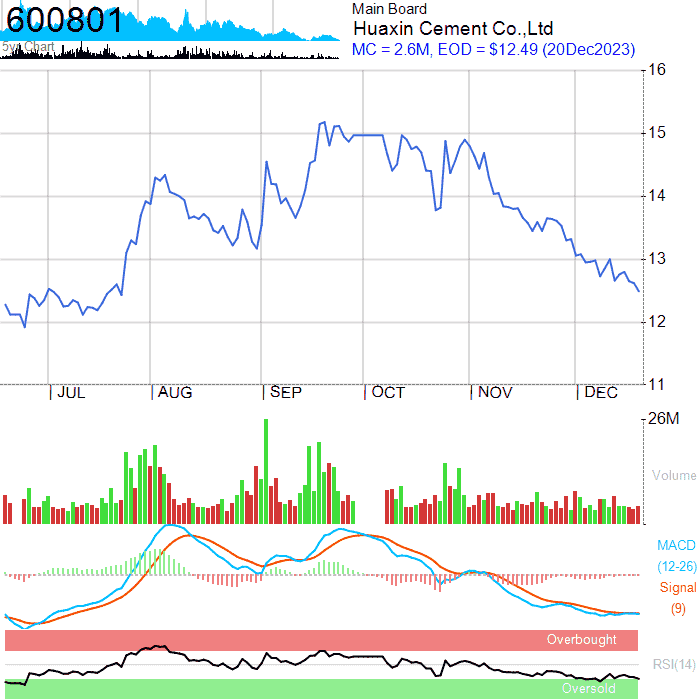 600801
5yr Chart
Main Board
Huaxin Cement Co.,Ltd
MC = 2.6M, EOD = $12.49 (20Dec2023)
16
15
14
13
12
11
JUL
AUG
SEP
OCT
NOV
DEC
26M
Volume
MACD
(12-26)
Signal
(9)
Overbought
RSI(14)
Oversold